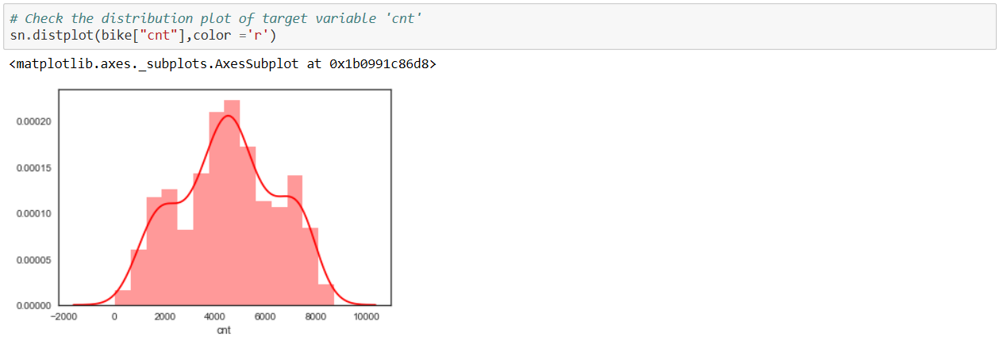 # Check the distribution plot of target variable 'cnt'
sn.distplot(bike["cnt"],color ='r')
<matplotlib.axes._subplots.AxesSubplot at 0x1b0991c86d8>
0.00020
0.00015
0.00010
0.00005
0.00000
−2000 0 2000 4000 6000 8000 10000
cnt